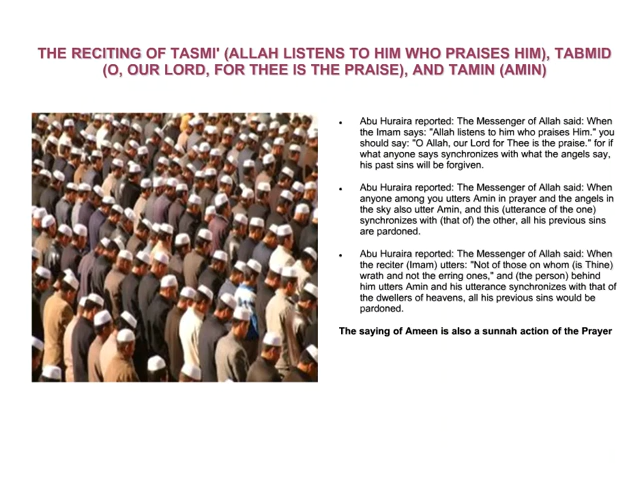 THE RECITING OF TASMI' (ALLAH LISTENS TO HIM WHO PRAISES HIM), TABMID
(O, OUR LORD, FOR THEE IS THE PRAISE), AND TAMIN (AMIN)
• Abu Huraira reported: The Messenger of Allah said: When
the Imam says: "Allah listens to him who praises Him." you
should say: "O Allah, our Lord for Thee is the praise." for if
what anyone says synchronizes with what the angels say,
his past sins will be forgiven.
• Abu Huraira reported: The Messenger of Allah said: When
anyone among you utters Amin in prayer and the angels in
the sky also utter Amin, and this (utterance of the one)
synchronizes with (that of) the other, all his previous sins
are pardoned.
• Abu Huraira reported: The Messenger of Allah said: When
the reciter (Imam) utters: "Not of those on whom (is Thine)
wrath and not the erring ones," and (the person) behind
him utters Amin and his utterance synchronizes with that of
the dwellers of heavens, all his previous sins would be
pardoned.
The saying of Ameen is also a sunnah action of the Prayer